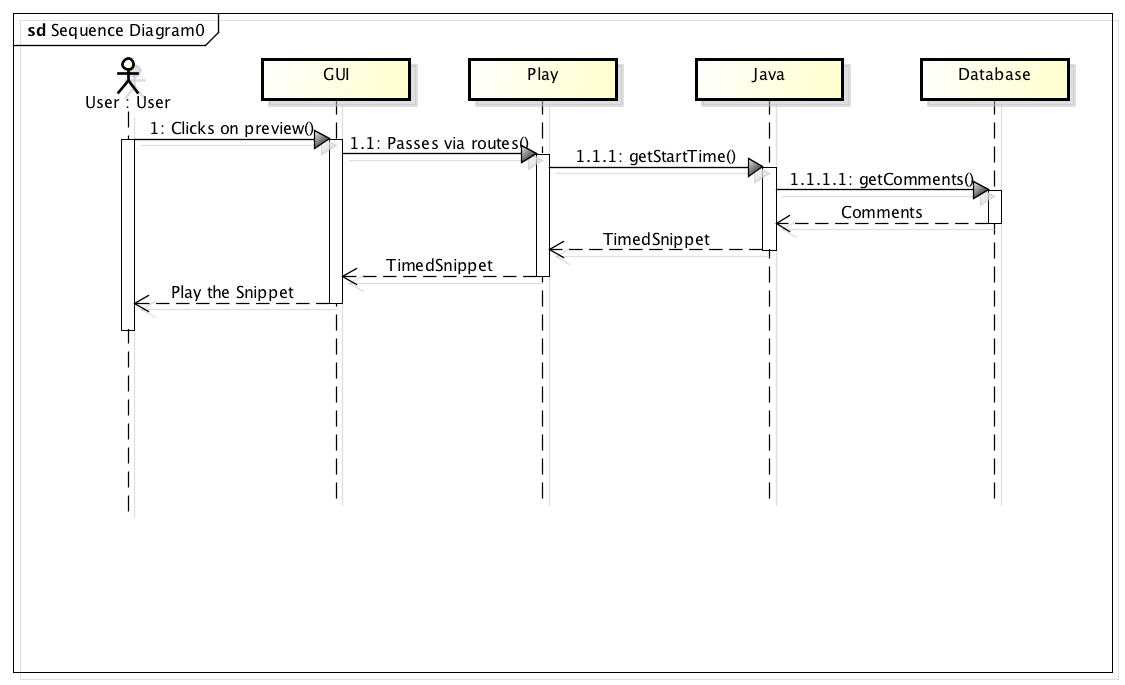 sd Sequence Diagram0
User : User
GUI
Play
Java
Database
1: Clicks on preview()
1.1: Passes via routes()
1.1.1: getStartTime()
1.1.1.1: getComments()
Comments
TimedSnippet
TimedSnippet
Play the Snippet